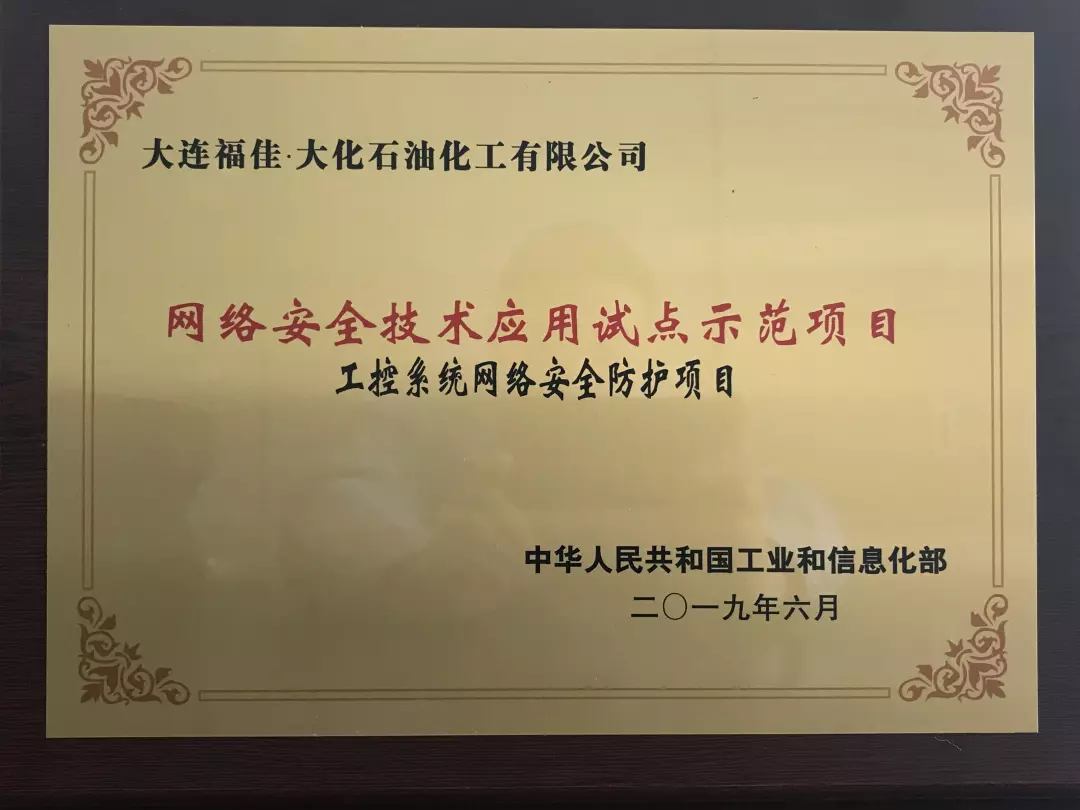 大连福佳·大化石油化工有限公司
网络安全技术应用试点示范项目
工控系统网络安全防护项目
中华人民共和国工业和信息化部
二〇一九年六月